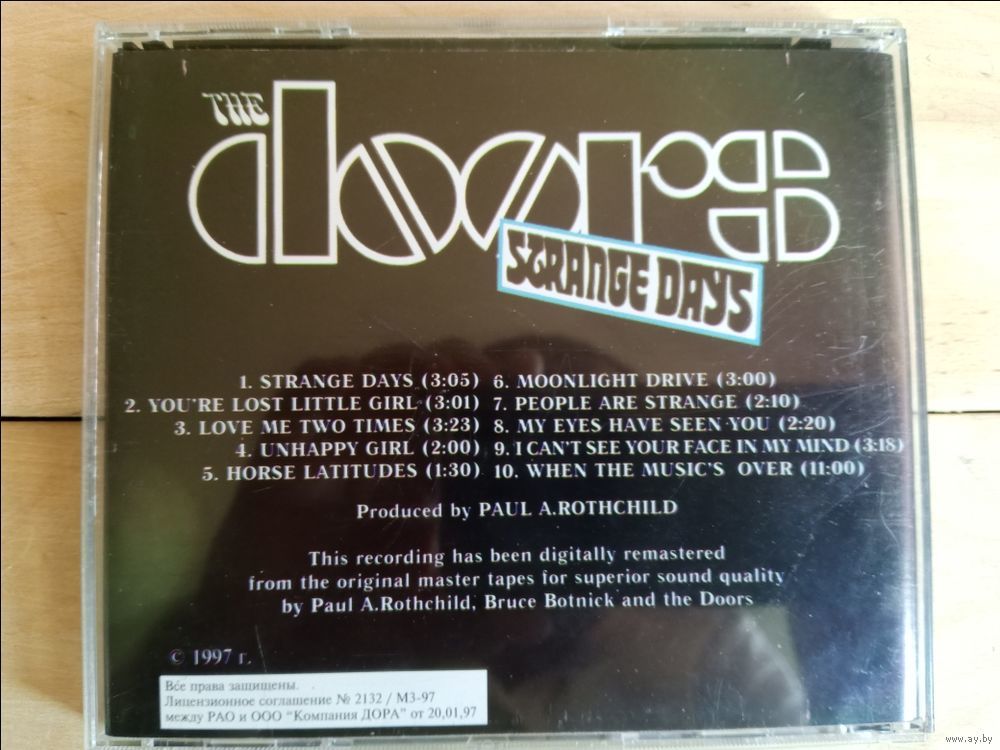 THE
doors
STRANGE DAYS
1. STRANGE DAYS (3:05)
2. YOU'RE LOST LITTLE GIRL (3:01)
3. LOVE ME TWO TIMES (3:23)
4. UNHAPPY GIRL (2:00)
5. HORSE LATITUDES (1:30)
6. MOONLIGHT DRIVE (3:00)
7. PEOPLE ARE STRANGE (2:10)
8. MY EYES HAVE SEEN YOU (2:20)
9. I CAN'T SEE YOUR FACE IN MY MIND (3:18)
10. WHEN THE MUSIC'S OVER (11:00)
Produced by PAUL A.ROTHCHILD
This recording has been digitally remastered
from the original master tapes for superior sound quality
by Paul A.Rothchild, Bruce Botnick and the Doors
© 1997 г.
Все права защищены.
Лицензионное соглашение № 2132 / МЗ-97
между РАО и ООО "Компания ДОРА" от 20,01,97
www.ay.by